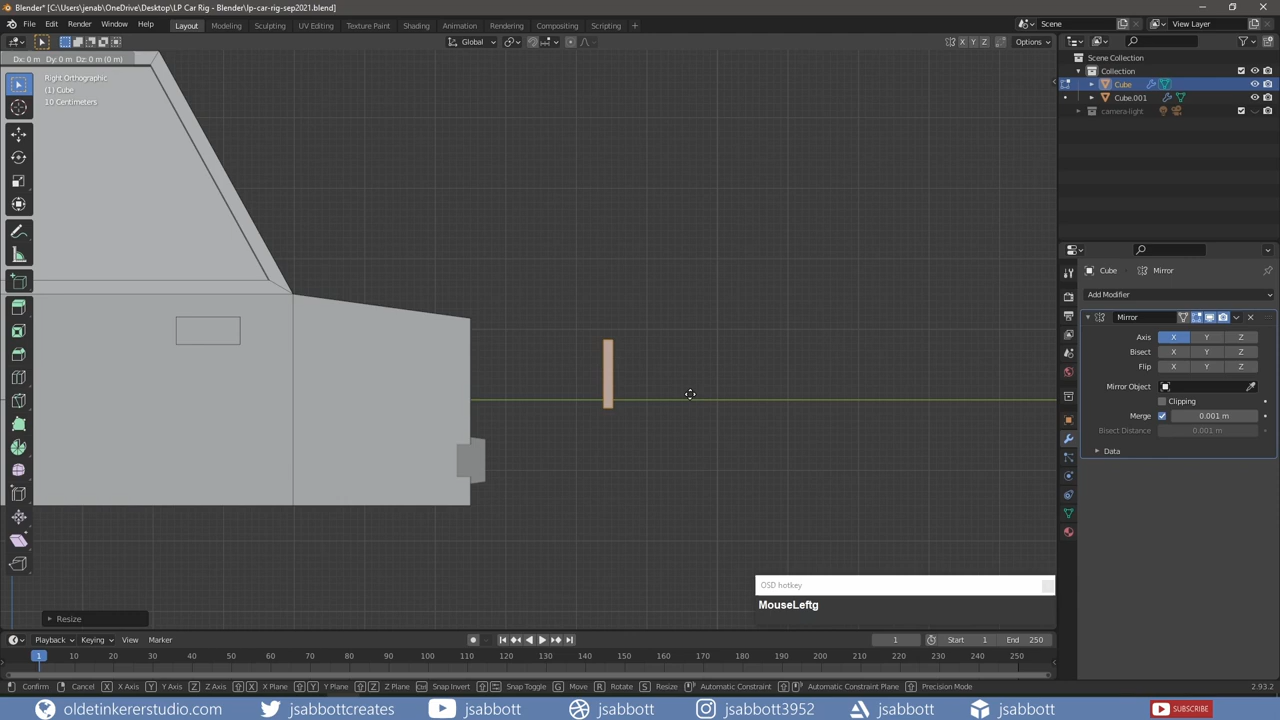 Blender* [C:\Users\jenab\OneDrive\Desktop\LP Car Rig - Blender\lp-car-rig-sep2021.blend]
File Edit Render Window Help Layout Modeling Sculpting UV Editing Texture Paint Shading Animation Rendering Compositing Scripting + Scene View Layer
Global X Y Z Options
Dx: 0 m Dy: 0 m Dz: 0 m (0 m)
Right Orthographic
(1) Cube
10 Centimeters
Scene Collection
Collection
Cube
Cube.001
camera-light
Cube Mirror
Add Modifier
Mirror
Axis X Y Z
Bisect X Y Z
Flip X Y Z
Mirror Object
Clipping
Merge 0.001 m
Bisect Distance 0.001 m
Data
OSD hotkey
MouseLeftg
Resize
Playback Keying View Marker 1 Start 1 End 250
1 10 20 30 40 50 60 70 80 90 100 110 120 130 140 150 160 170 180 190 200 210 220 230 240 250
Confirm Cancel X X Axis Y Y Axis Z Z Axis X X Plane Y Y Plane Z Z Plane Ctrl Snap Invert Snap Toggle G Move R Rotate S Resize Automatic Constraint Automatic Constraint Plane Precision Mode 2.93.2
oldetinkererstudio.com jsabbottcreates jsabbott jsabbott jsabbott3952 jsabbott jsabbott SUBSCRIBE